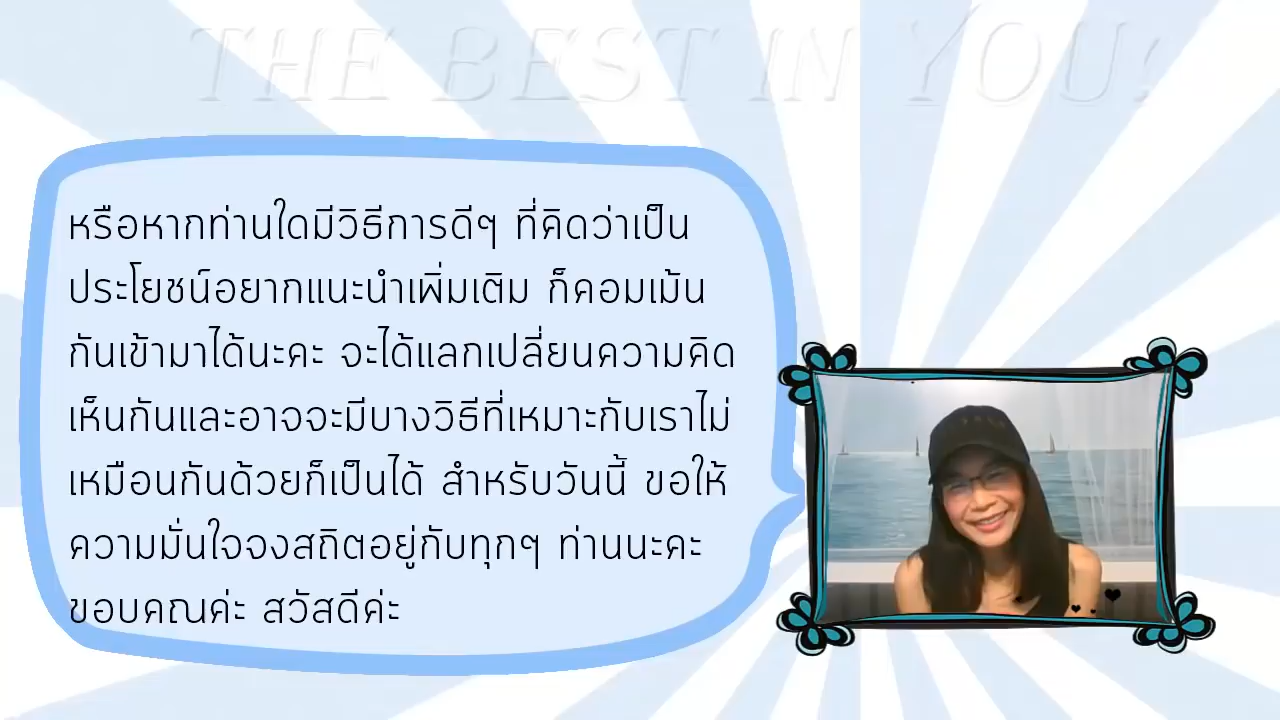 THE BEST IN YOU!
หรือหากท่านใดมีวิธีการดีๆ ที่คิดว่าเป็น
ประโยชน์อยากแนะนำเพิ่มเติม ก็คอมเม้น
กันเข้ามาได้นะคะ จะได้แลกเปลี่ยนความคิด
เห็นกันและอาจจะมีบางวิธีที่เหมาะกับเราไม่
เหมือนกันด้วยก็เป็นได้ สำหรับวันนี้ ขอให้
ความมั่นใจจงสถิตอยู่กับทุกๆ ท่านนะคะ
ขอบคุณค่ะ สวัสดีค่ะ